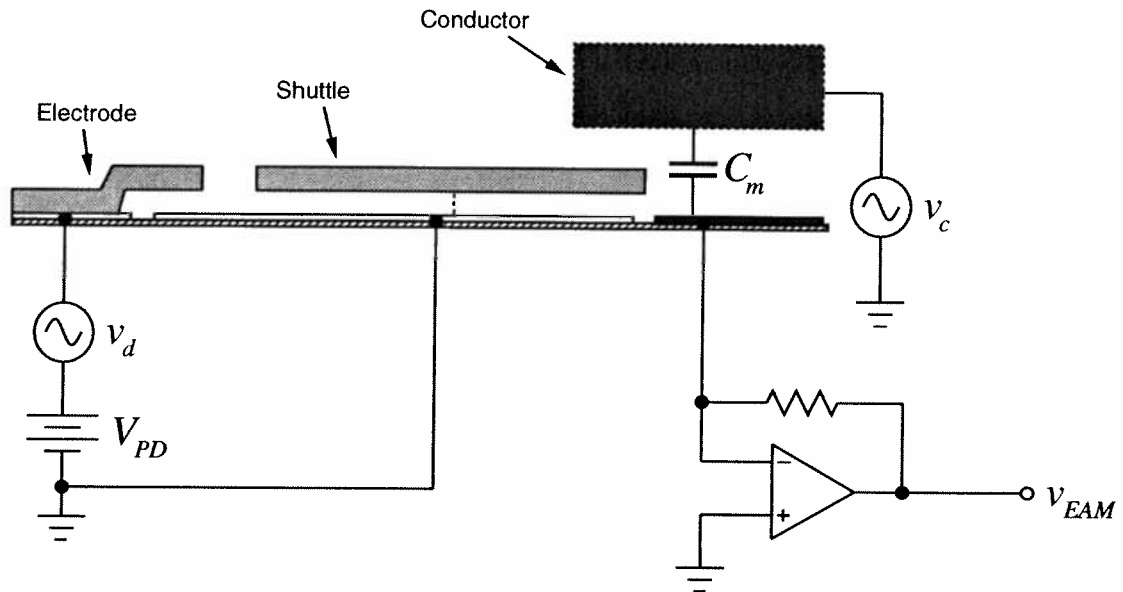 Conductor
Shuttle
Electrode
C_m
v_c
v_d
V_PD
−
+
v_EAM